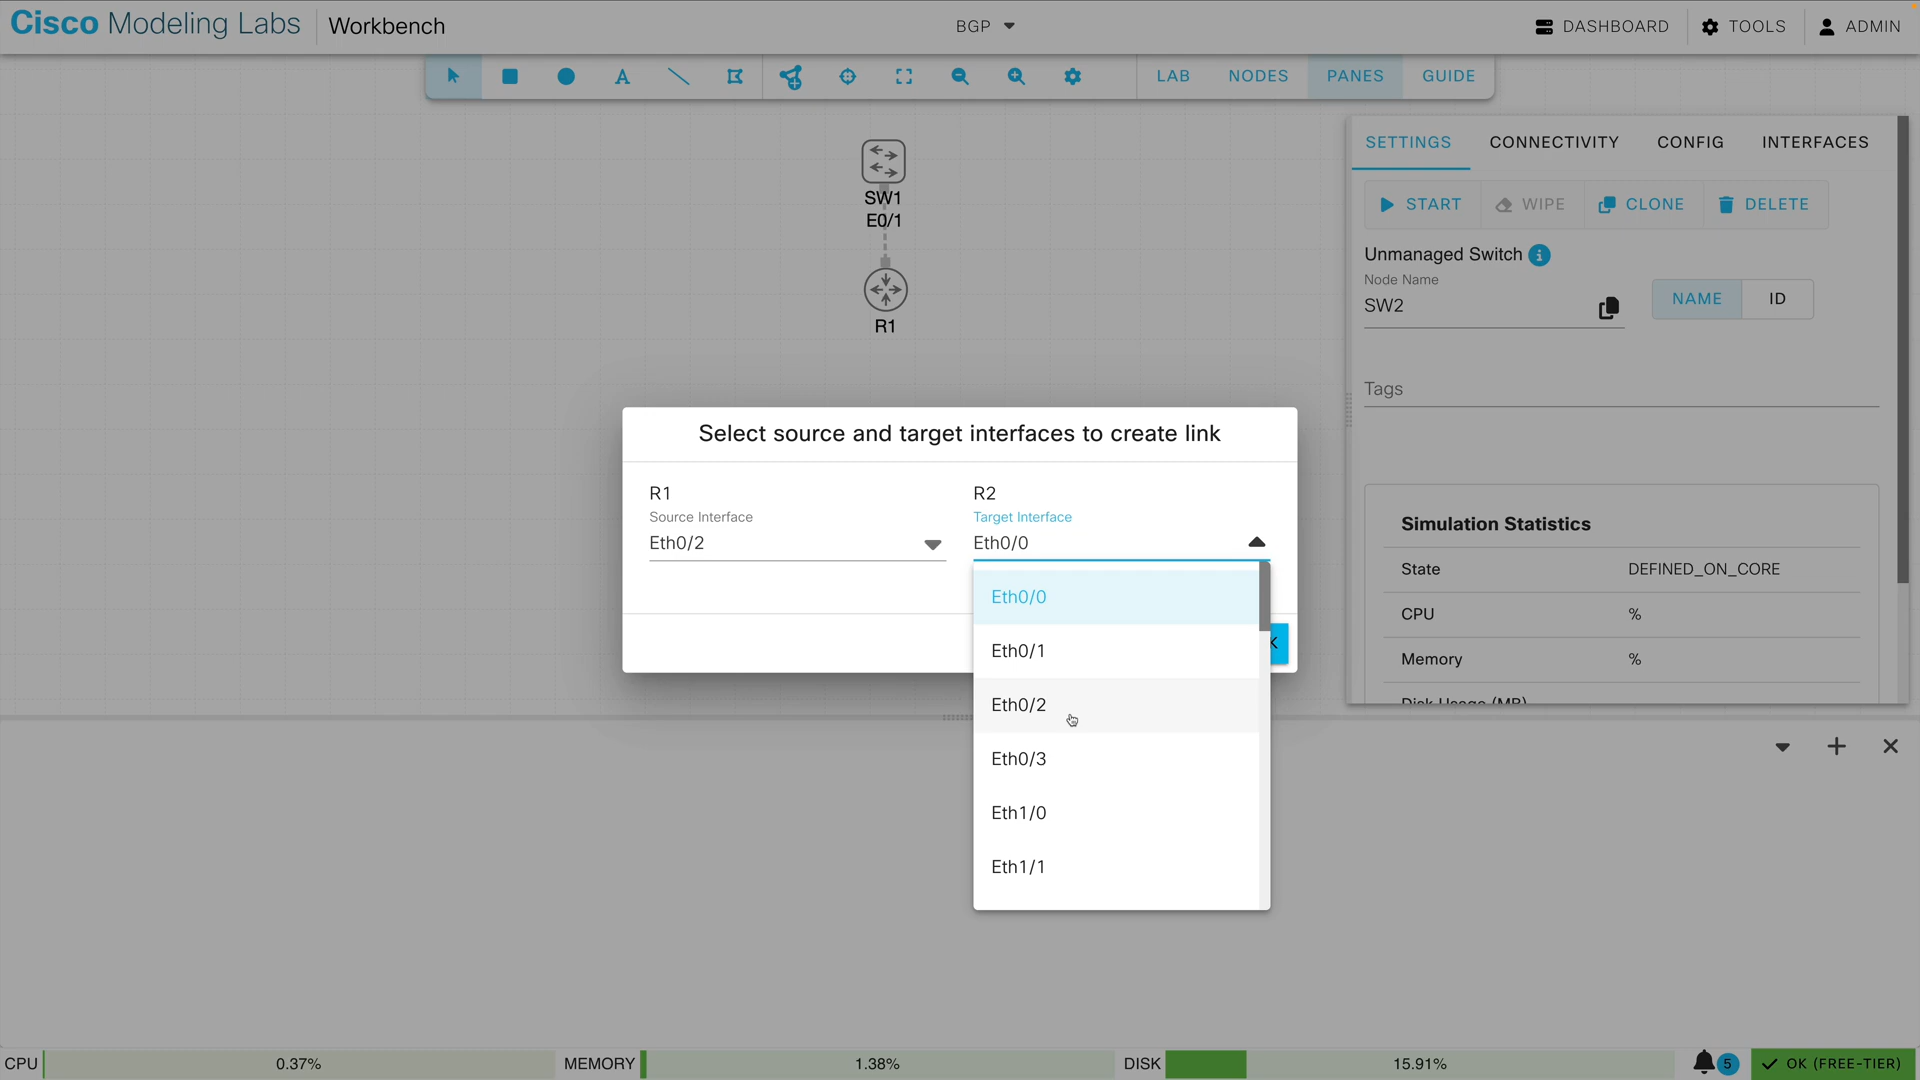 Cisco Modeling Labs Workbench BGP DASHBOARD TOOLS ADMIN
LAB NODES PANES GUIDE
SW1
E0/1
R1
SETTINGS CONNECTIVITY CONFIG INTERFACES
START WIPE CLONE DELETE
Unmanaged Switch
Node Name
SW2
NAME ID
Tags
Simulation Statistics
State DEFINED_ON_CORE
CPU %
Memory %
Disk Usage (MB)
Select source and target interfaces to create link
R1 R2
Source Interface Target Interface
Eth0/2 Eth0/0
Eth0/0
Eth0/1
Eth0/2
Eth0/3
Eth1/0
Eth1/1
CPU 0.37% MEMORY 1.38% DISK 15.91% 5 OK (FREE-TIER)